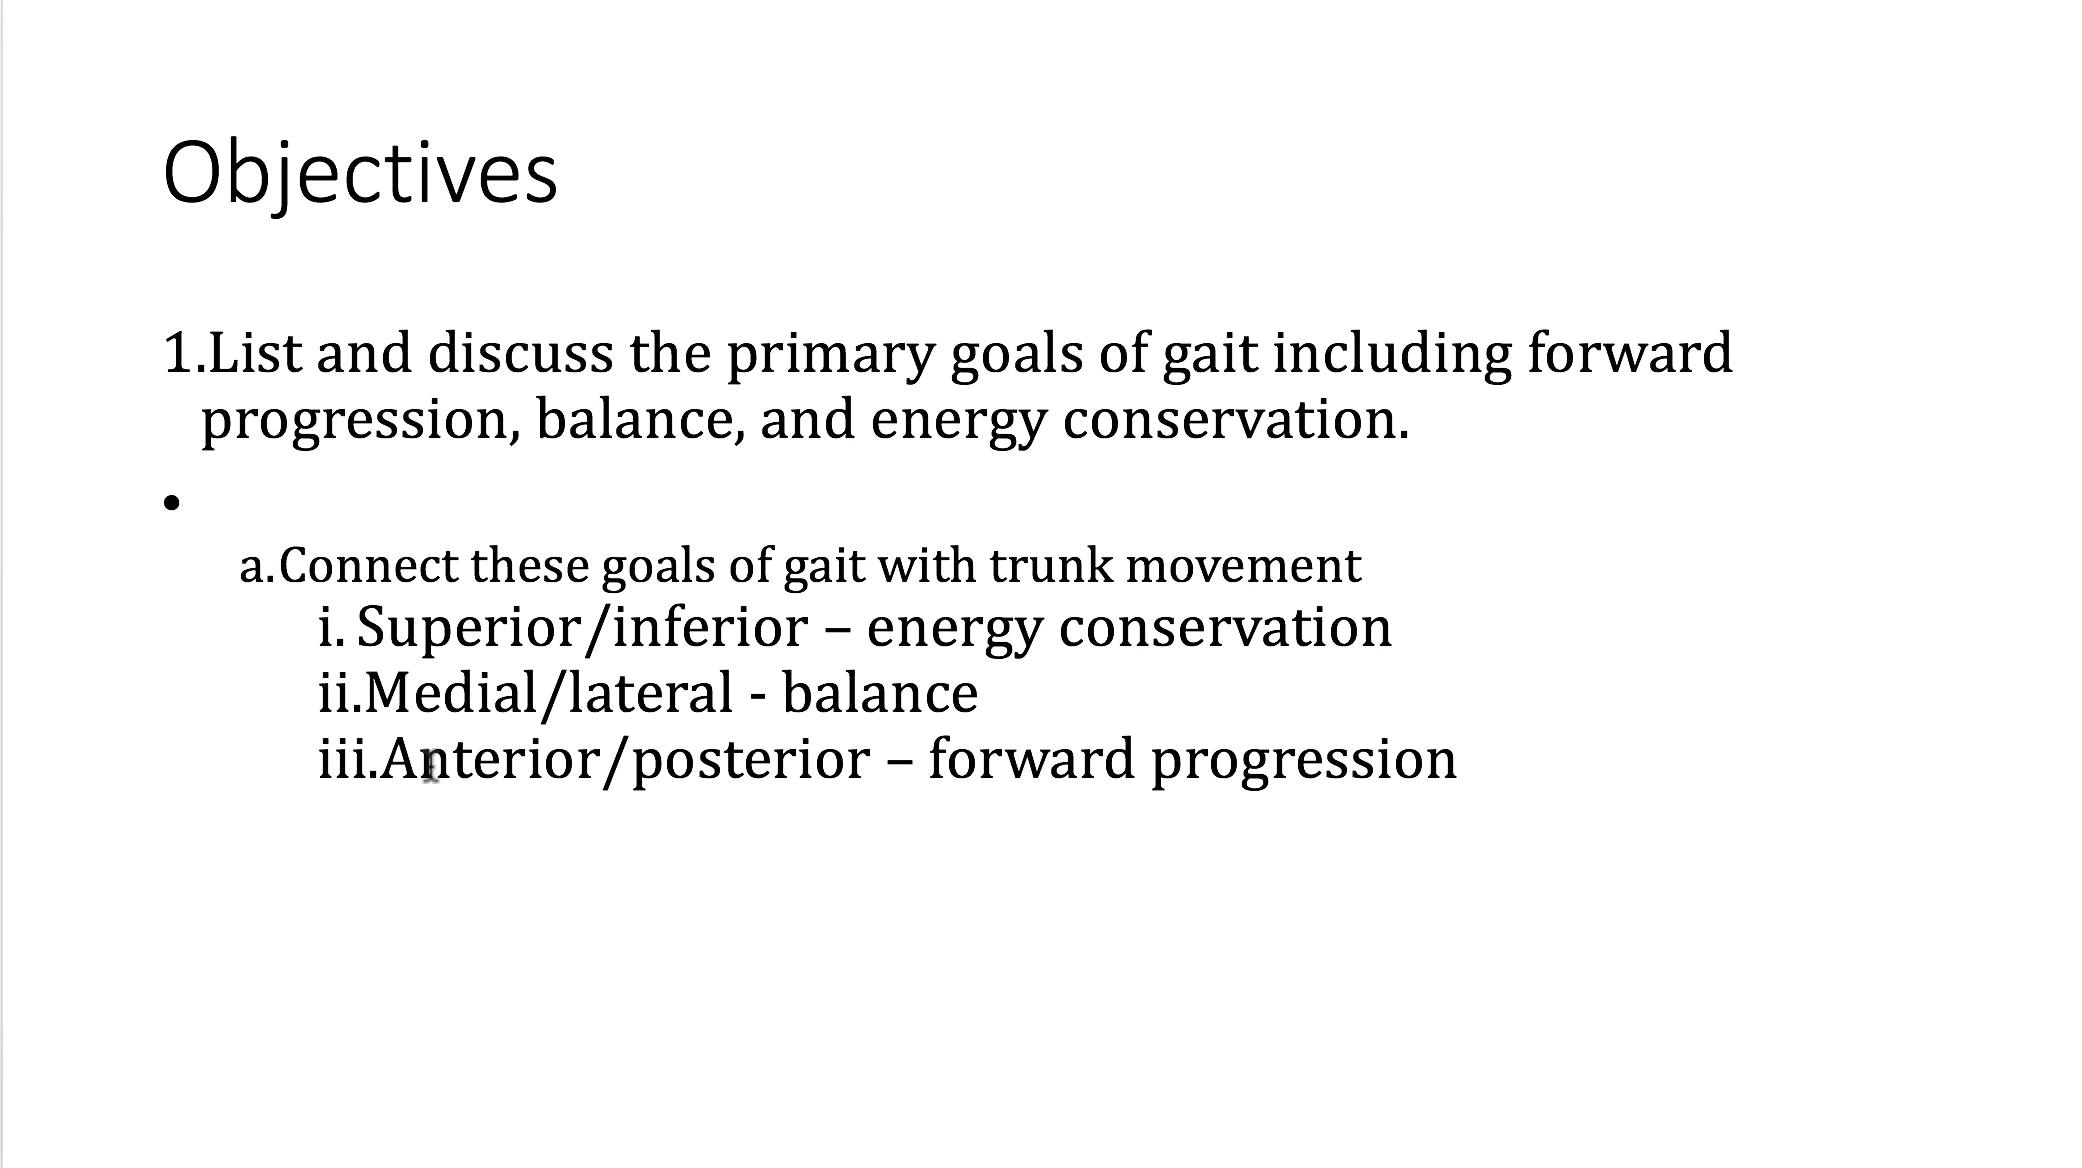 Objectives
1.List and discuss the primary goals of gait including forward
progression, balance, and energy conservation.
•
a.Connect these goals of gait with trunk movement
i. Superior/inferior – energy conservation
ii.Medial/lateral - balance
iii.Anterior/posterior – forward progression